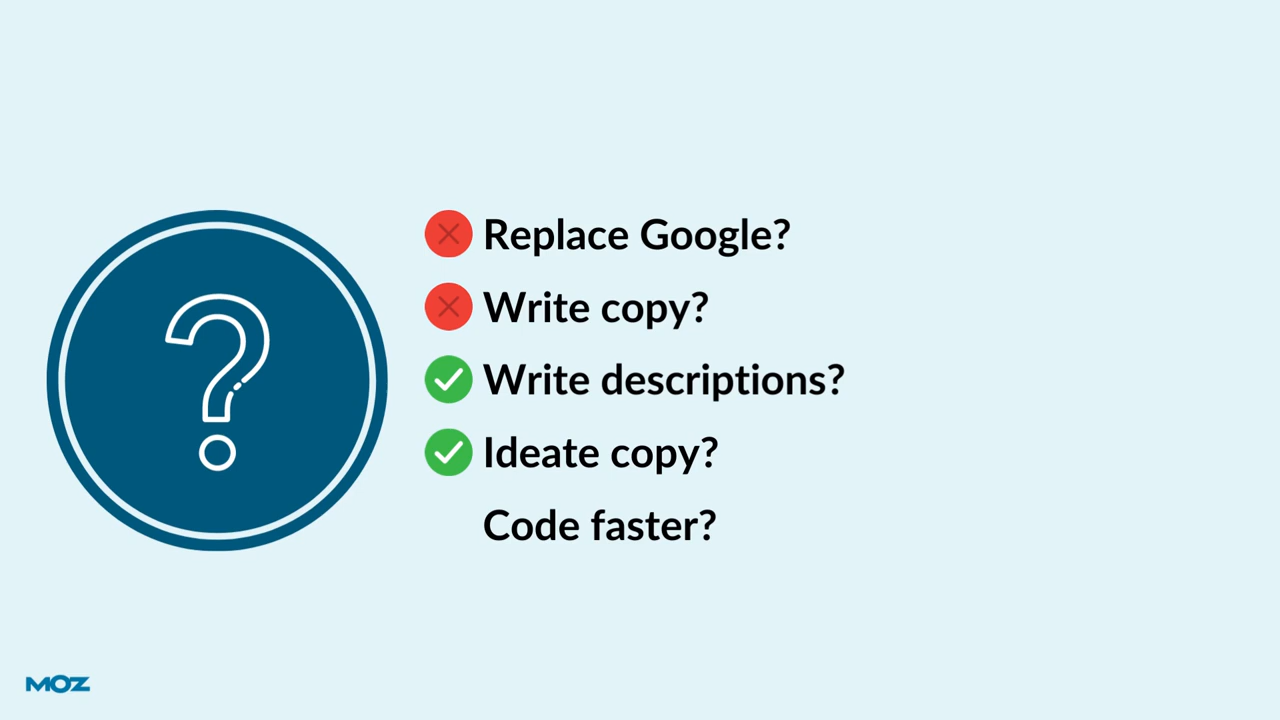 Replace Google?
Write copy?
Write descriptions?
Ideate copy?
Code faster?
MOZ